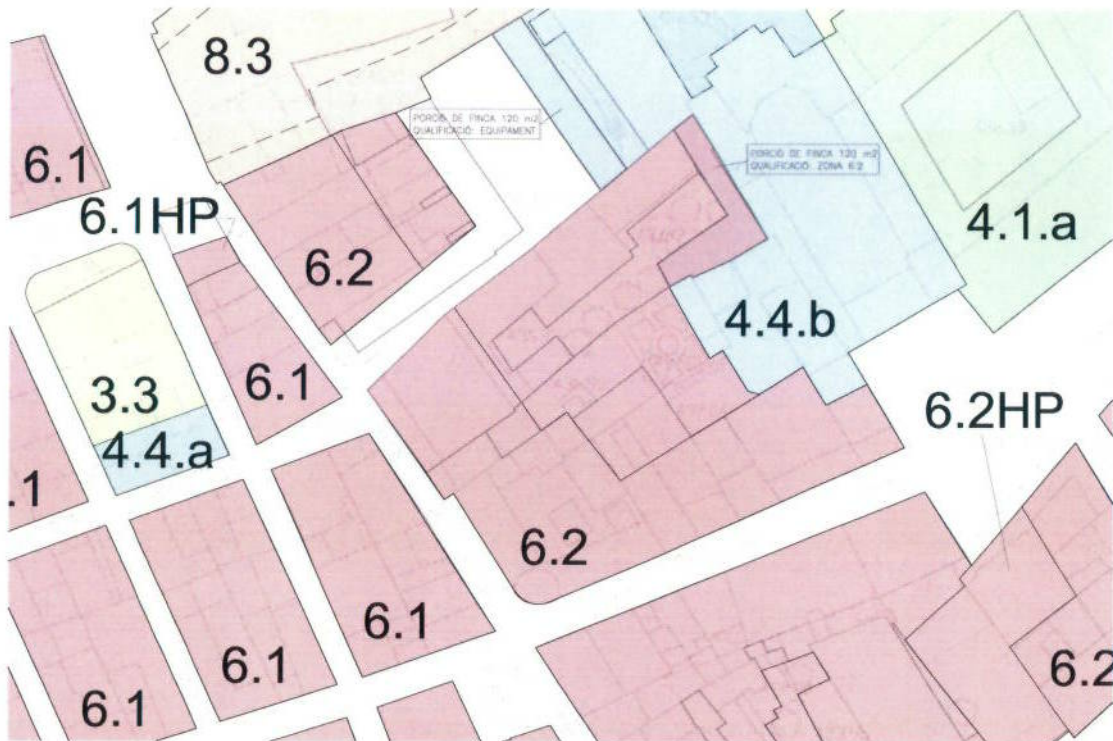 8.3
PORCIÓ DE FINCA 120 m2
QUALIFICACIÓ: EQUIPAMENT
PORCIÓ DE FINCA 120 m2
QUALIFICACIÓ: ZONA 6.2
6.1
6.1HP
4.1.a
6.2
4.4.b
3.3
6.1
6.2HP
4.4.a
.1
6.2
6.1
6.1
6.2
6.1